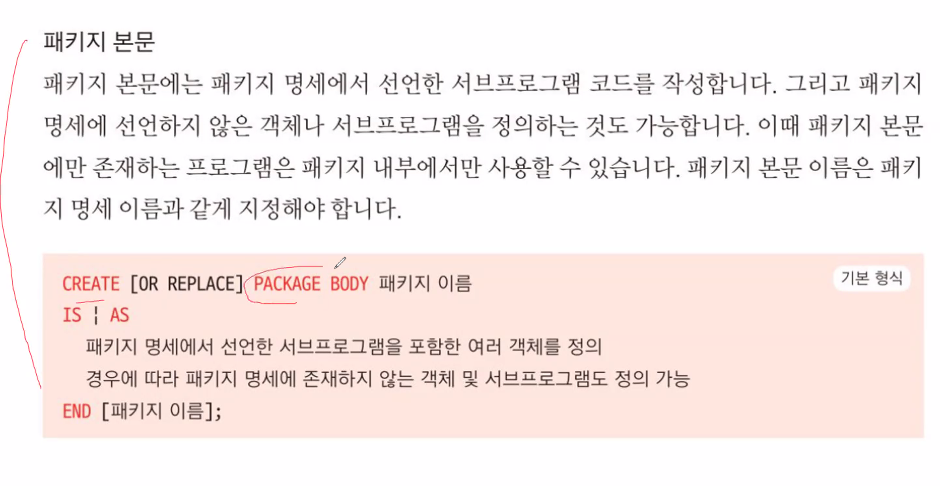 패키지 본문
패키지 본문에는 패키지 명세에서 선언한 서브프로그램 코드를 작성합니다. 그리고 패키지
명세에 선언하지 않은 객체나 서브프로그램을 정의하는 것도 가능합니다. 이때 패키지 본문
에만 존재하는 프로그램은 패키지 내부에서만 사용할 수 있습니다. 패키지 본문 이름은 패키
지 명세 이름과 같게 지정해야 합니다.
CREATE [OR REPLACE] PACKAGE BODY 패키지 이름
기본 형식
IS ¦ AS
패키지 명세에서 선언한 서브프로그램을 포함한 여러 객체를 정의
경우에 따라 패키지 명세에 존재하지 않는 객체 및 서브프로그램도 정의 가능
END [패키지 이름];